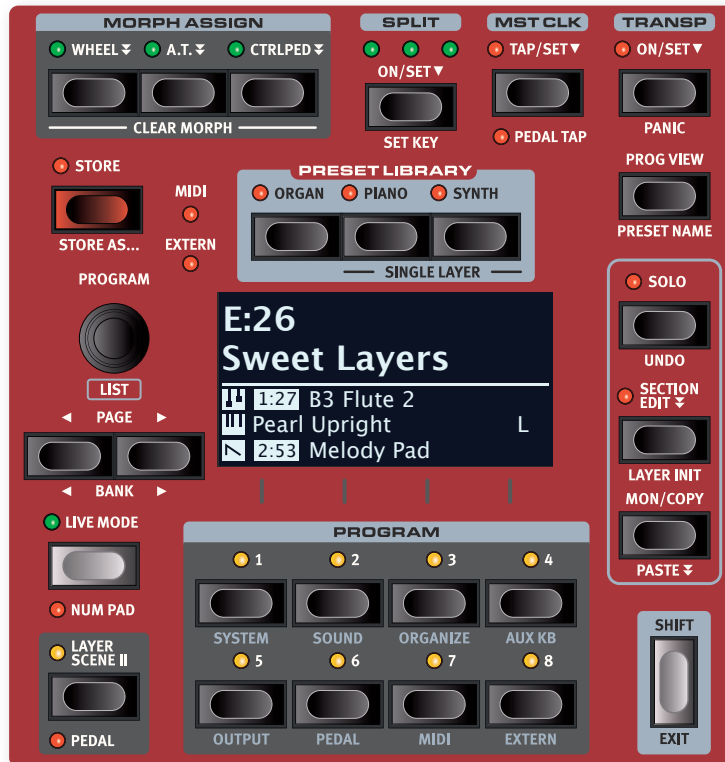 MORPH ASSIGN
WHEEL A.T. CTRLPED
CLEAR MORPH
SPLIT
ON/SET▼
SET KEY
MST CLK
TAP/SET▼
PEDAL TAP
TRANSP
ON/SET▼
PANIC
STORE
STORE AS...
MIDI
EXTERN
PRESET LIBRARY
ORGAN PIANO SYNTH
SINGLE LAYER
PROG VIEW
PRESET NAME
PROGRAM
LIST
◄ PAGE ►
◄ BANK ►
E:26
Sweet Layers
1:27 B3 Flute 2
Pearl Upright L
2:53 Melody Pad
SOLO
UNDO
SECTION
EDIT
LAYER INIT
MON/COPY
PASTE
LIVE MODE
NUM PAD
LAYER
SCENE II
PEDAL
PROGRAM
1 2 3 4
SYSTEM SOUND ORGANIZE AUX KB
5 6 7 8
OUTPUT PEDAL MIDI EXTERN
SHIFT
EXIT